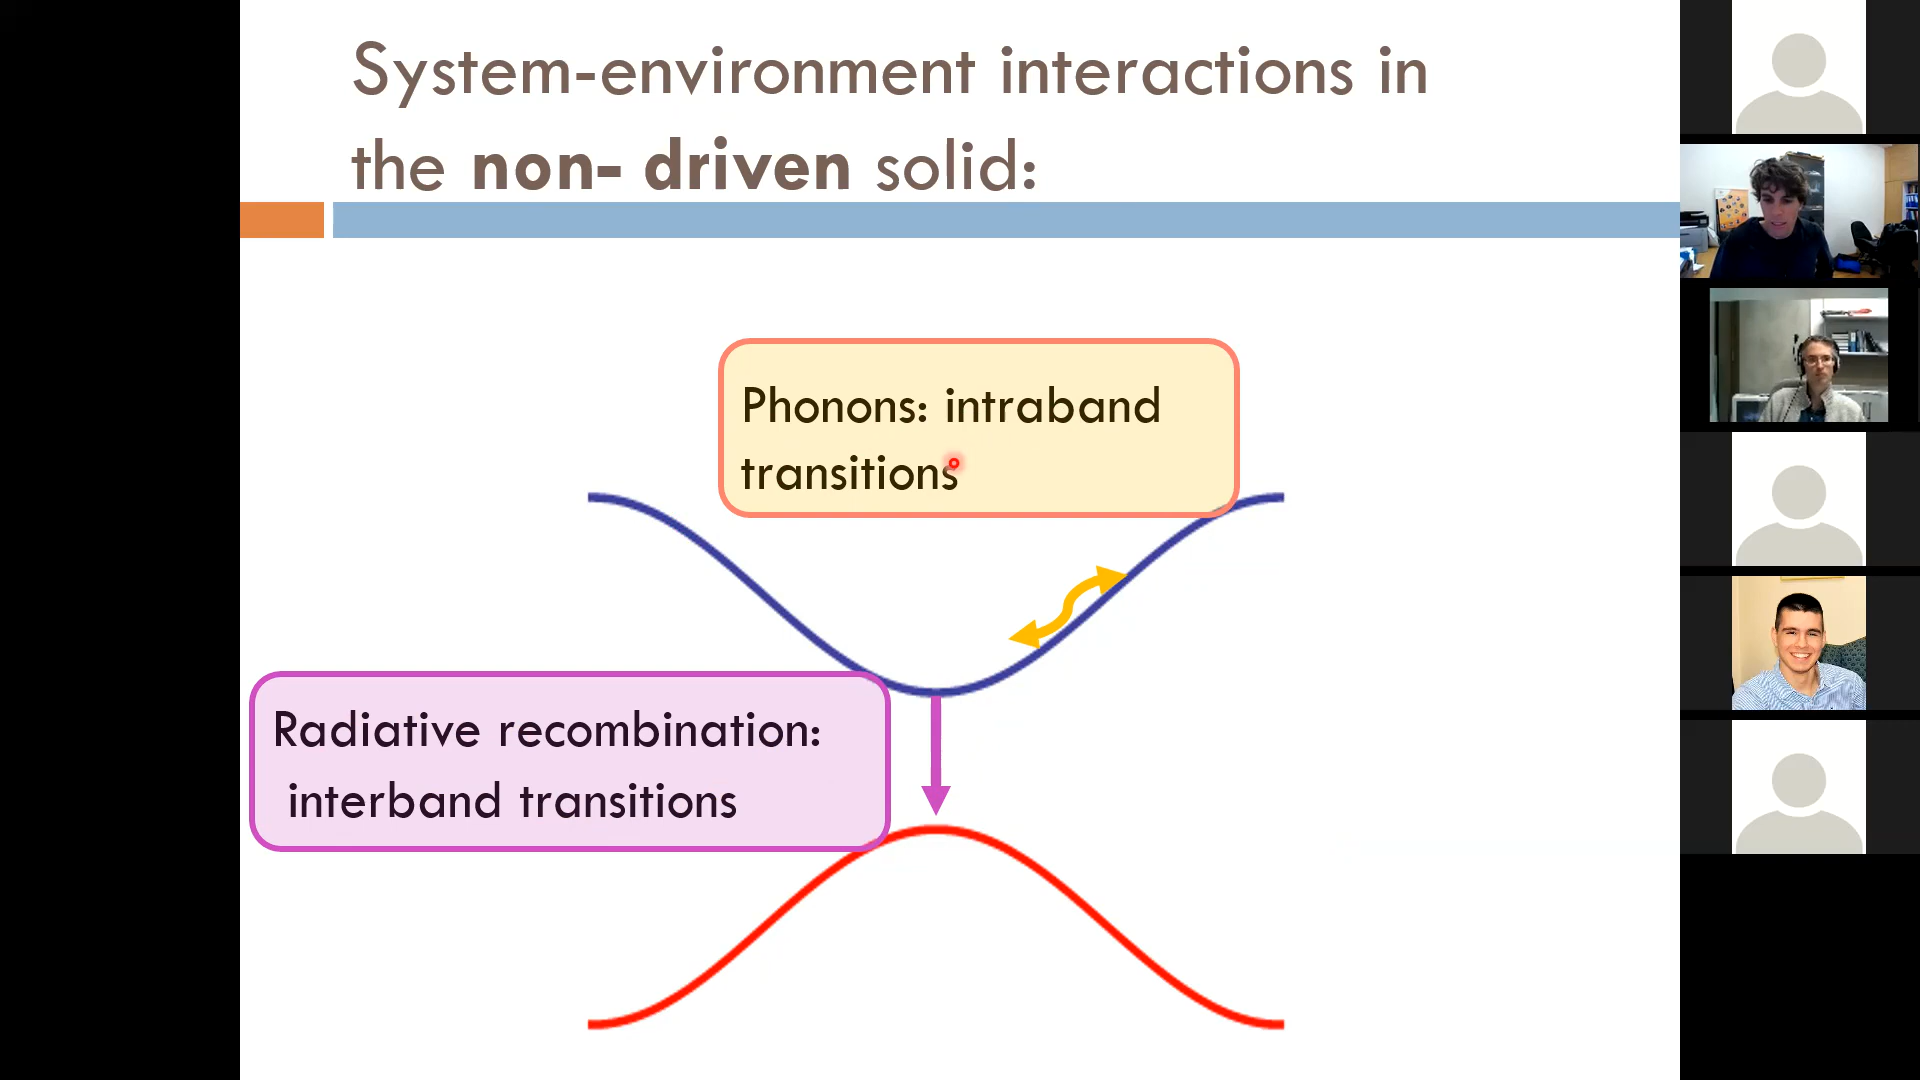 System-environment interactions in
the non- driven solid:
Phonons: intraband
transitions
Radiative recombination:
interband transitions